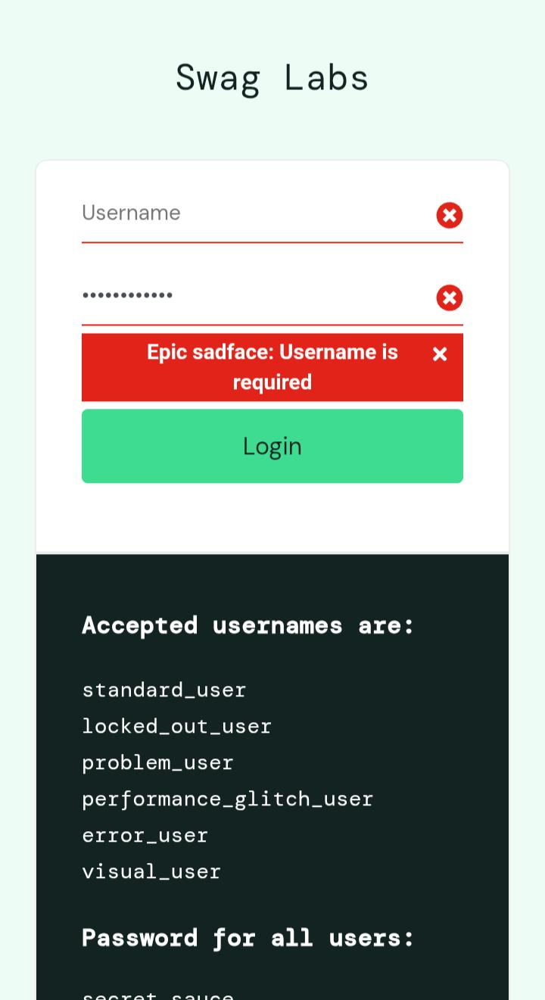 Swag Labs
Username
••••••••••••
Epic sadface: Username is
required
Login
Accepted usernames are:
standard_user
locked_out_user
problem_user
performance_glitch_user
error_user
visual_user
Password for all users:
secret_sauce